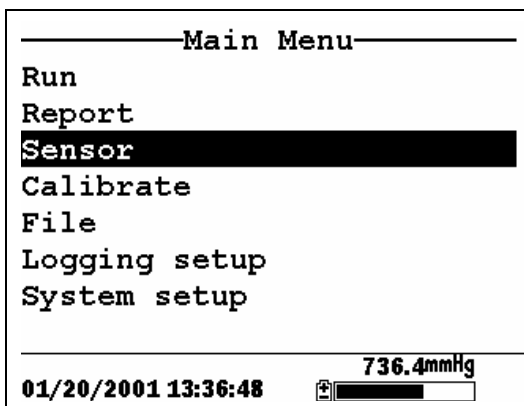 Main Menu
Run
Report
Sensor
Calibrate
File
Logging setup
System setup
736.4mmHg
01/20/2001 13:36:48